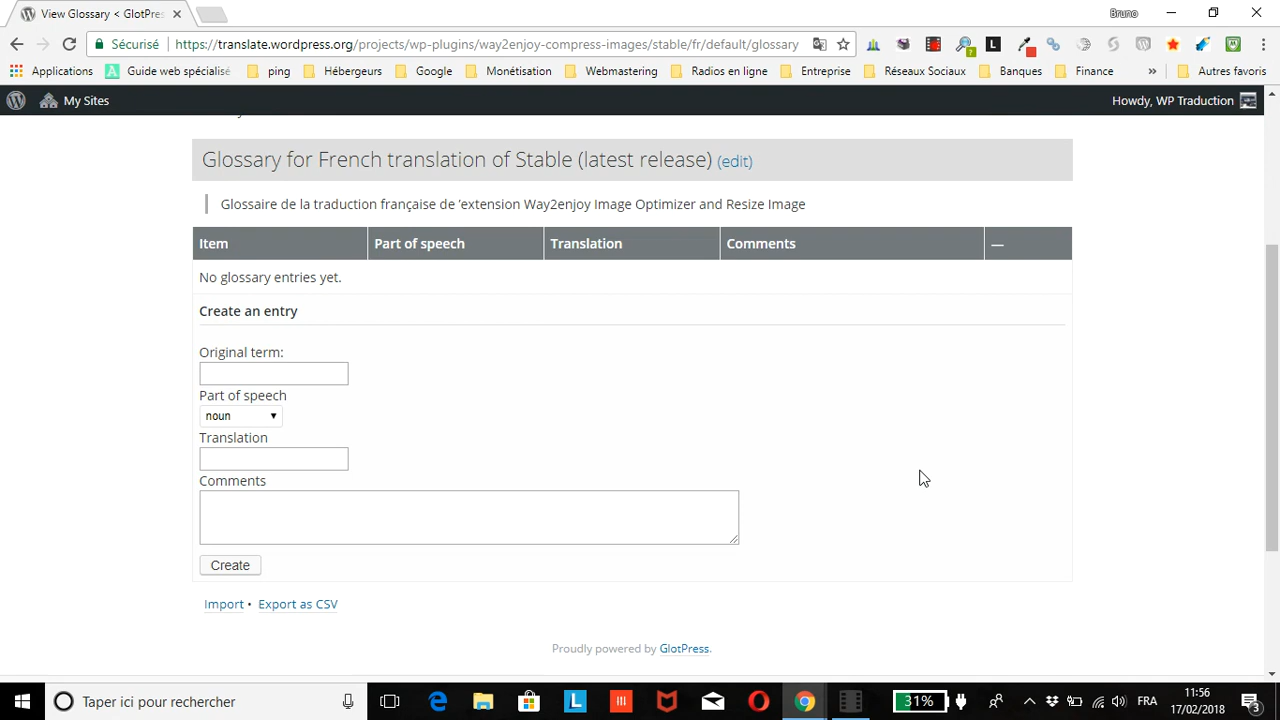 View Glossary < GlotPres
Bruno
Sécurisé
https://translate.wordpress.org/projects/wp-plugins/way2enjoy-compress-images/stable/fr/default/glossary
Applications
Guide web spécialisé
ping
Hébergeurs
Google
Monétisation
Webmastering
Radios en ligne
Entreprise
Réseaux Sociaux
Banques
Finance
»
Autres favoris
My Sites
Howdy, WP Traduction
Glossary for French translation of Stable (latest release) (edit)
Glossaire de la traduction française de 'extension Way2enjoy Image Optimizer and Resize Image
Item
Part of speech
Translation
Comments
—
No glossary entries yet.
Create an entry
Original term:
Part of speech
noun
Translation
Comments
Create
Import • Export as CSV
Proudly powered by GlotPress.
Taper ici pour rechercher
31%
FRA
11:56
17/02/2018
3